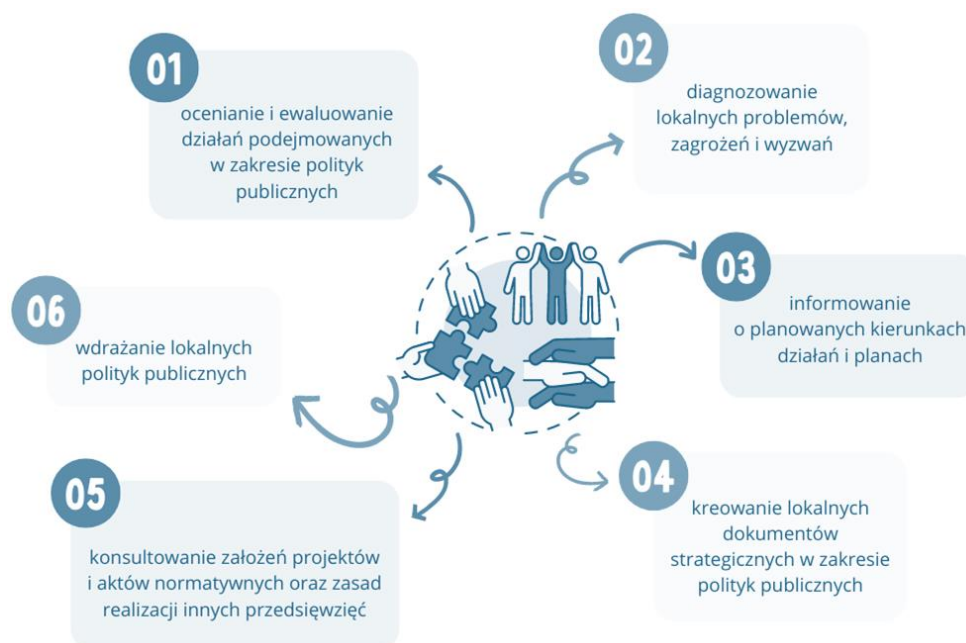 01
ocenianie i ewaluowanie
działań podejmowanych
w zakresie polityk
publicznych
02
diagnozowanie
lokalnych problemów,
zagrożeń i wyzwań
03
informowanie
o planowanych kierunkach
działań i planach
04
kreowanie lokalnych
dokumentów
strategicznych w zakresie
polityk publicznych
05
konsultowanie założeń projektów
i aktów normatywnych oraz zasad
realizacji innych przedsięwzięć
06
wdrażanie lokalnych
polityk publicznych